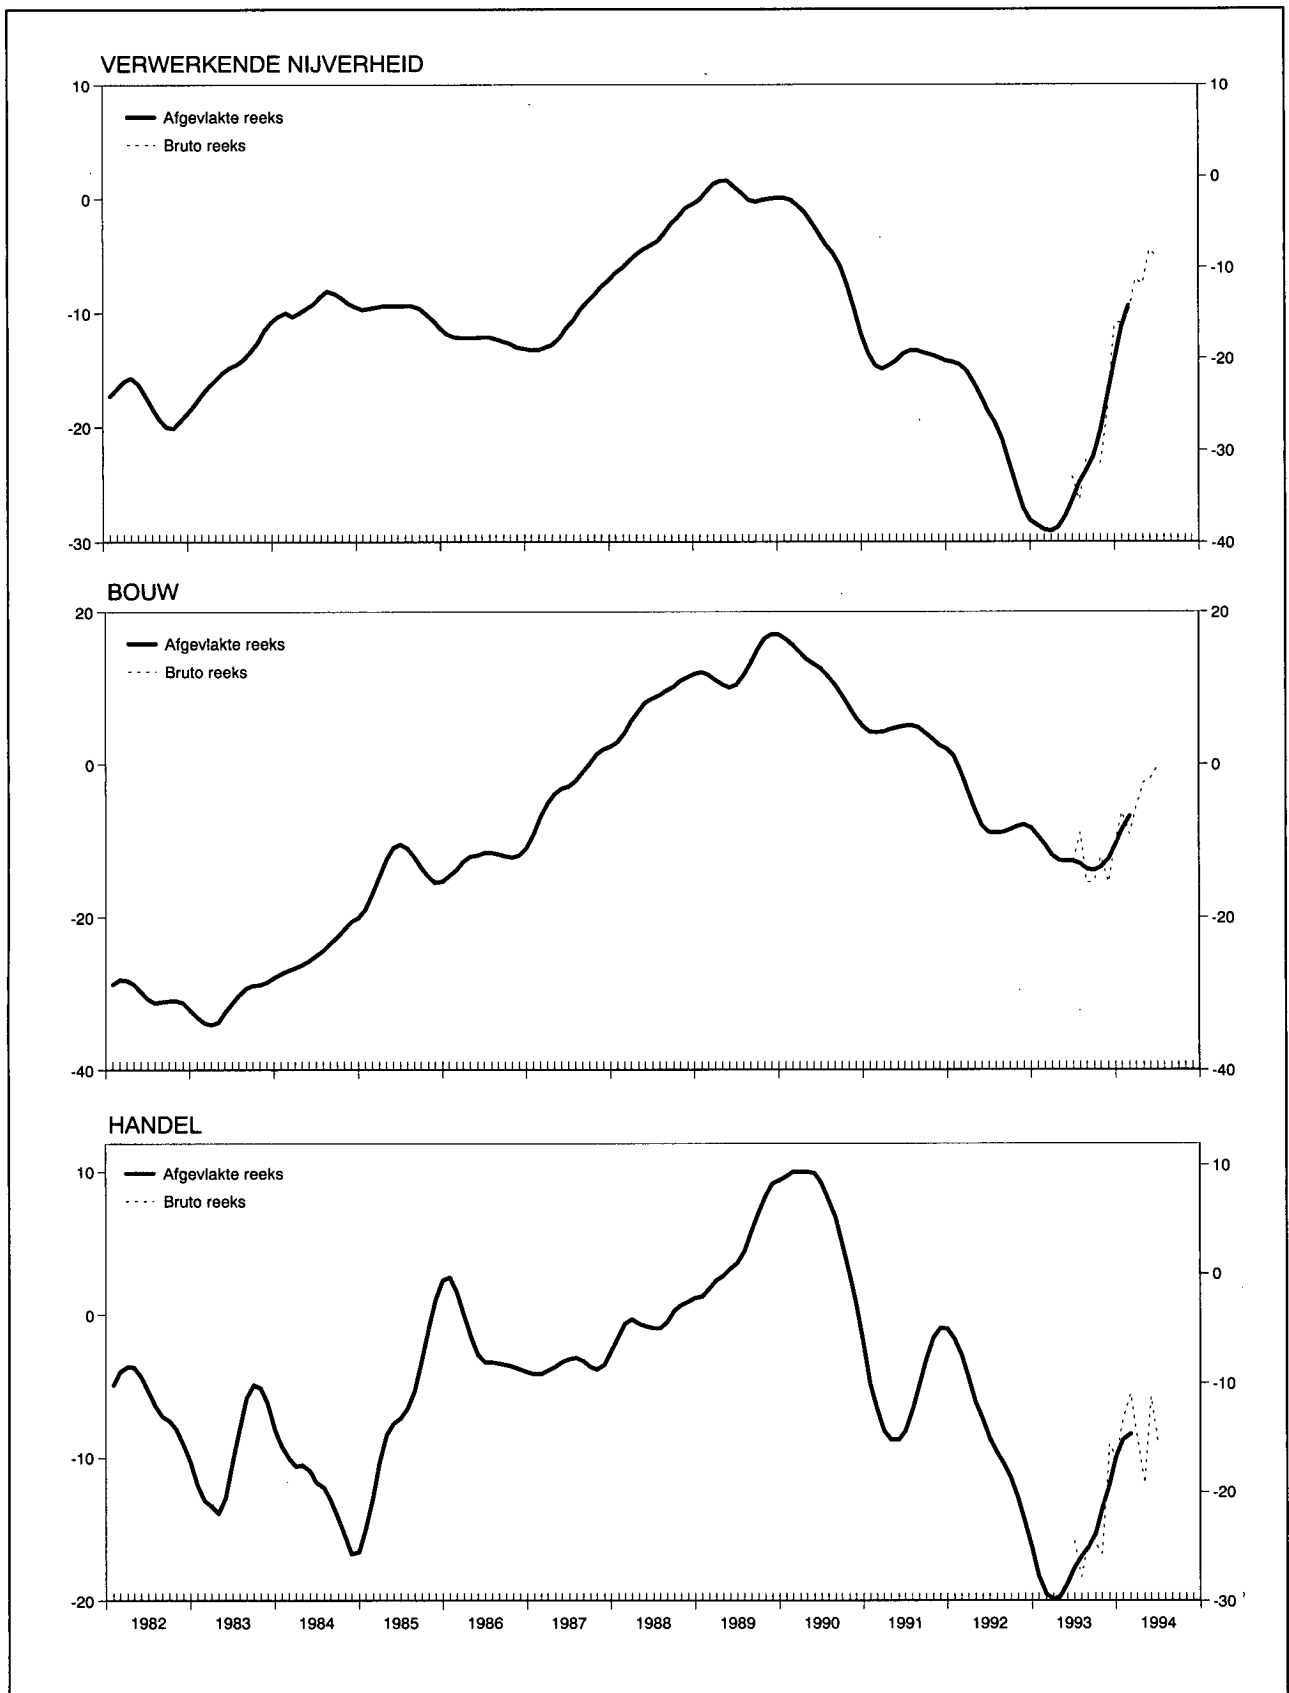 VERWERKENDE NIJVERHEID
10
10
Afgevlakte reeks
Bruto reeks
0
0
-10
-10
-20
-20
-30
-30
-40
BOUW
20
20
Afgevlakte reeks
Bruto reeks
0
0
-20
-20
-40
-40
HANDEL
10
10
Afgevlakte reeks
Bruto reeks
0
0
-10
-10
-20
-20
-30
1982 1983 1984 1985 1986 1987 1988 1989 1990 1991 1992 1993 1994